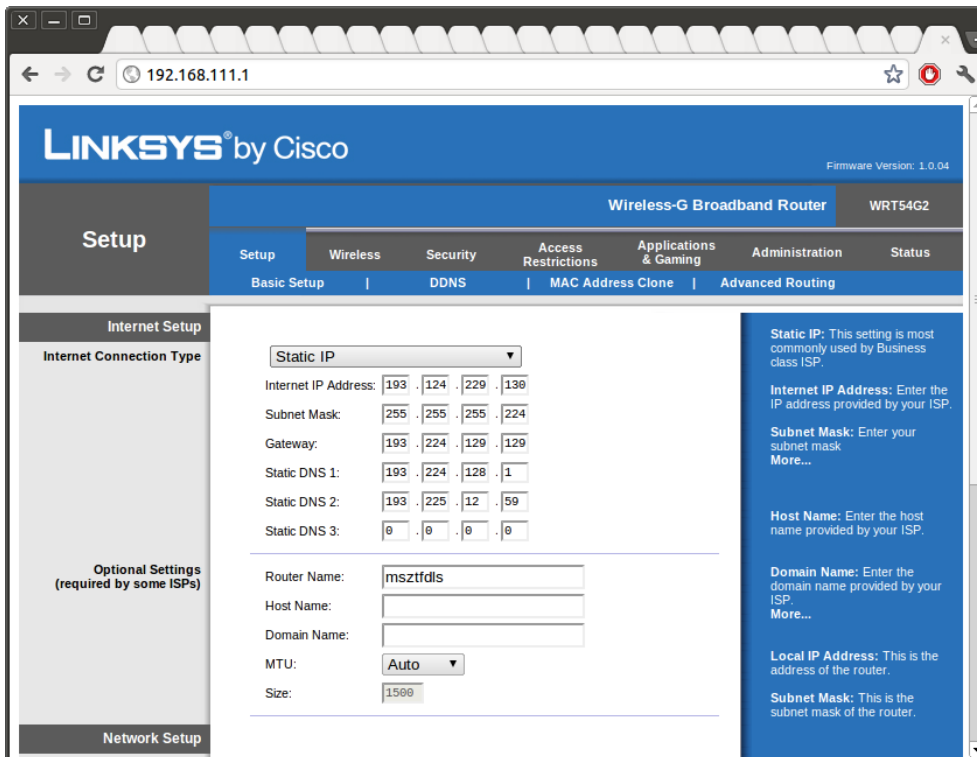 192.168.111.1
LINKSYS® by Cisco
Firmware Version: 1.0.04
Wireless-G Broadband Router WRT54G2
Setup
Setup Wireless Security Access Restrictions Applications & Gaming Administration Status
Basic Setup | DDNS | MAC Address Clone | Advanced Routing
Internet Setup
Internet Connection Type
Static IP
Internet IP Address: 193 . 124 . 229 . 130
Subnet Mask: 255 . 255 . 255 . 224
Gateway: 193 . 224 . 129 . 129
Static DNS 1: 193 . 224 . 128 . 1
Static DNS 2: 193 . 225 . 12 . 59
Static DNS 3: 0 . 0 . 0 . 0
Optional Settings
(required by some ISPs)
Router Name: msztfdls
Host Name:
Domain Name:
MTU: Auto
Size: 1500
Network Setup
Static IP: This setting is most
commonly used by Business
class ISP.
Internet IP Address: Enter the
IP address provided by your ISP.
Subnet Mask: Enter your
subnet mask
More...
Host Name: Enter the host
name provided by your ISP.
Domain Name: Enter the
domain name provided by your
ISP.
More...
Local IP Address: This is the
address of the router.
Subnet Mask: This is the
subnet mask of the router.